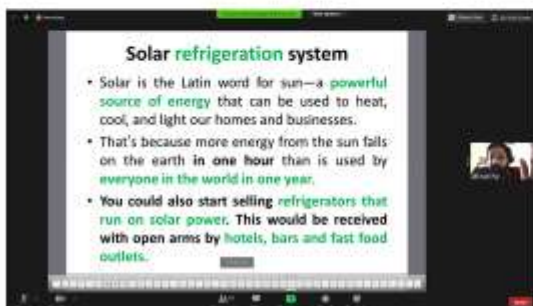 Solar refrigeration system
• Solar is the Latin word for sun—a powerful
source of energy that can be used to heat,
cool, and light our homes and businesses.
• That's because more energy from the sun falls
on the earth in one hour than is used by
everyone in the world in one year.
• You could also start selling refrigerators that
run on solar power. This would be received
with open arms by hotels, bars and fast food
outlets.